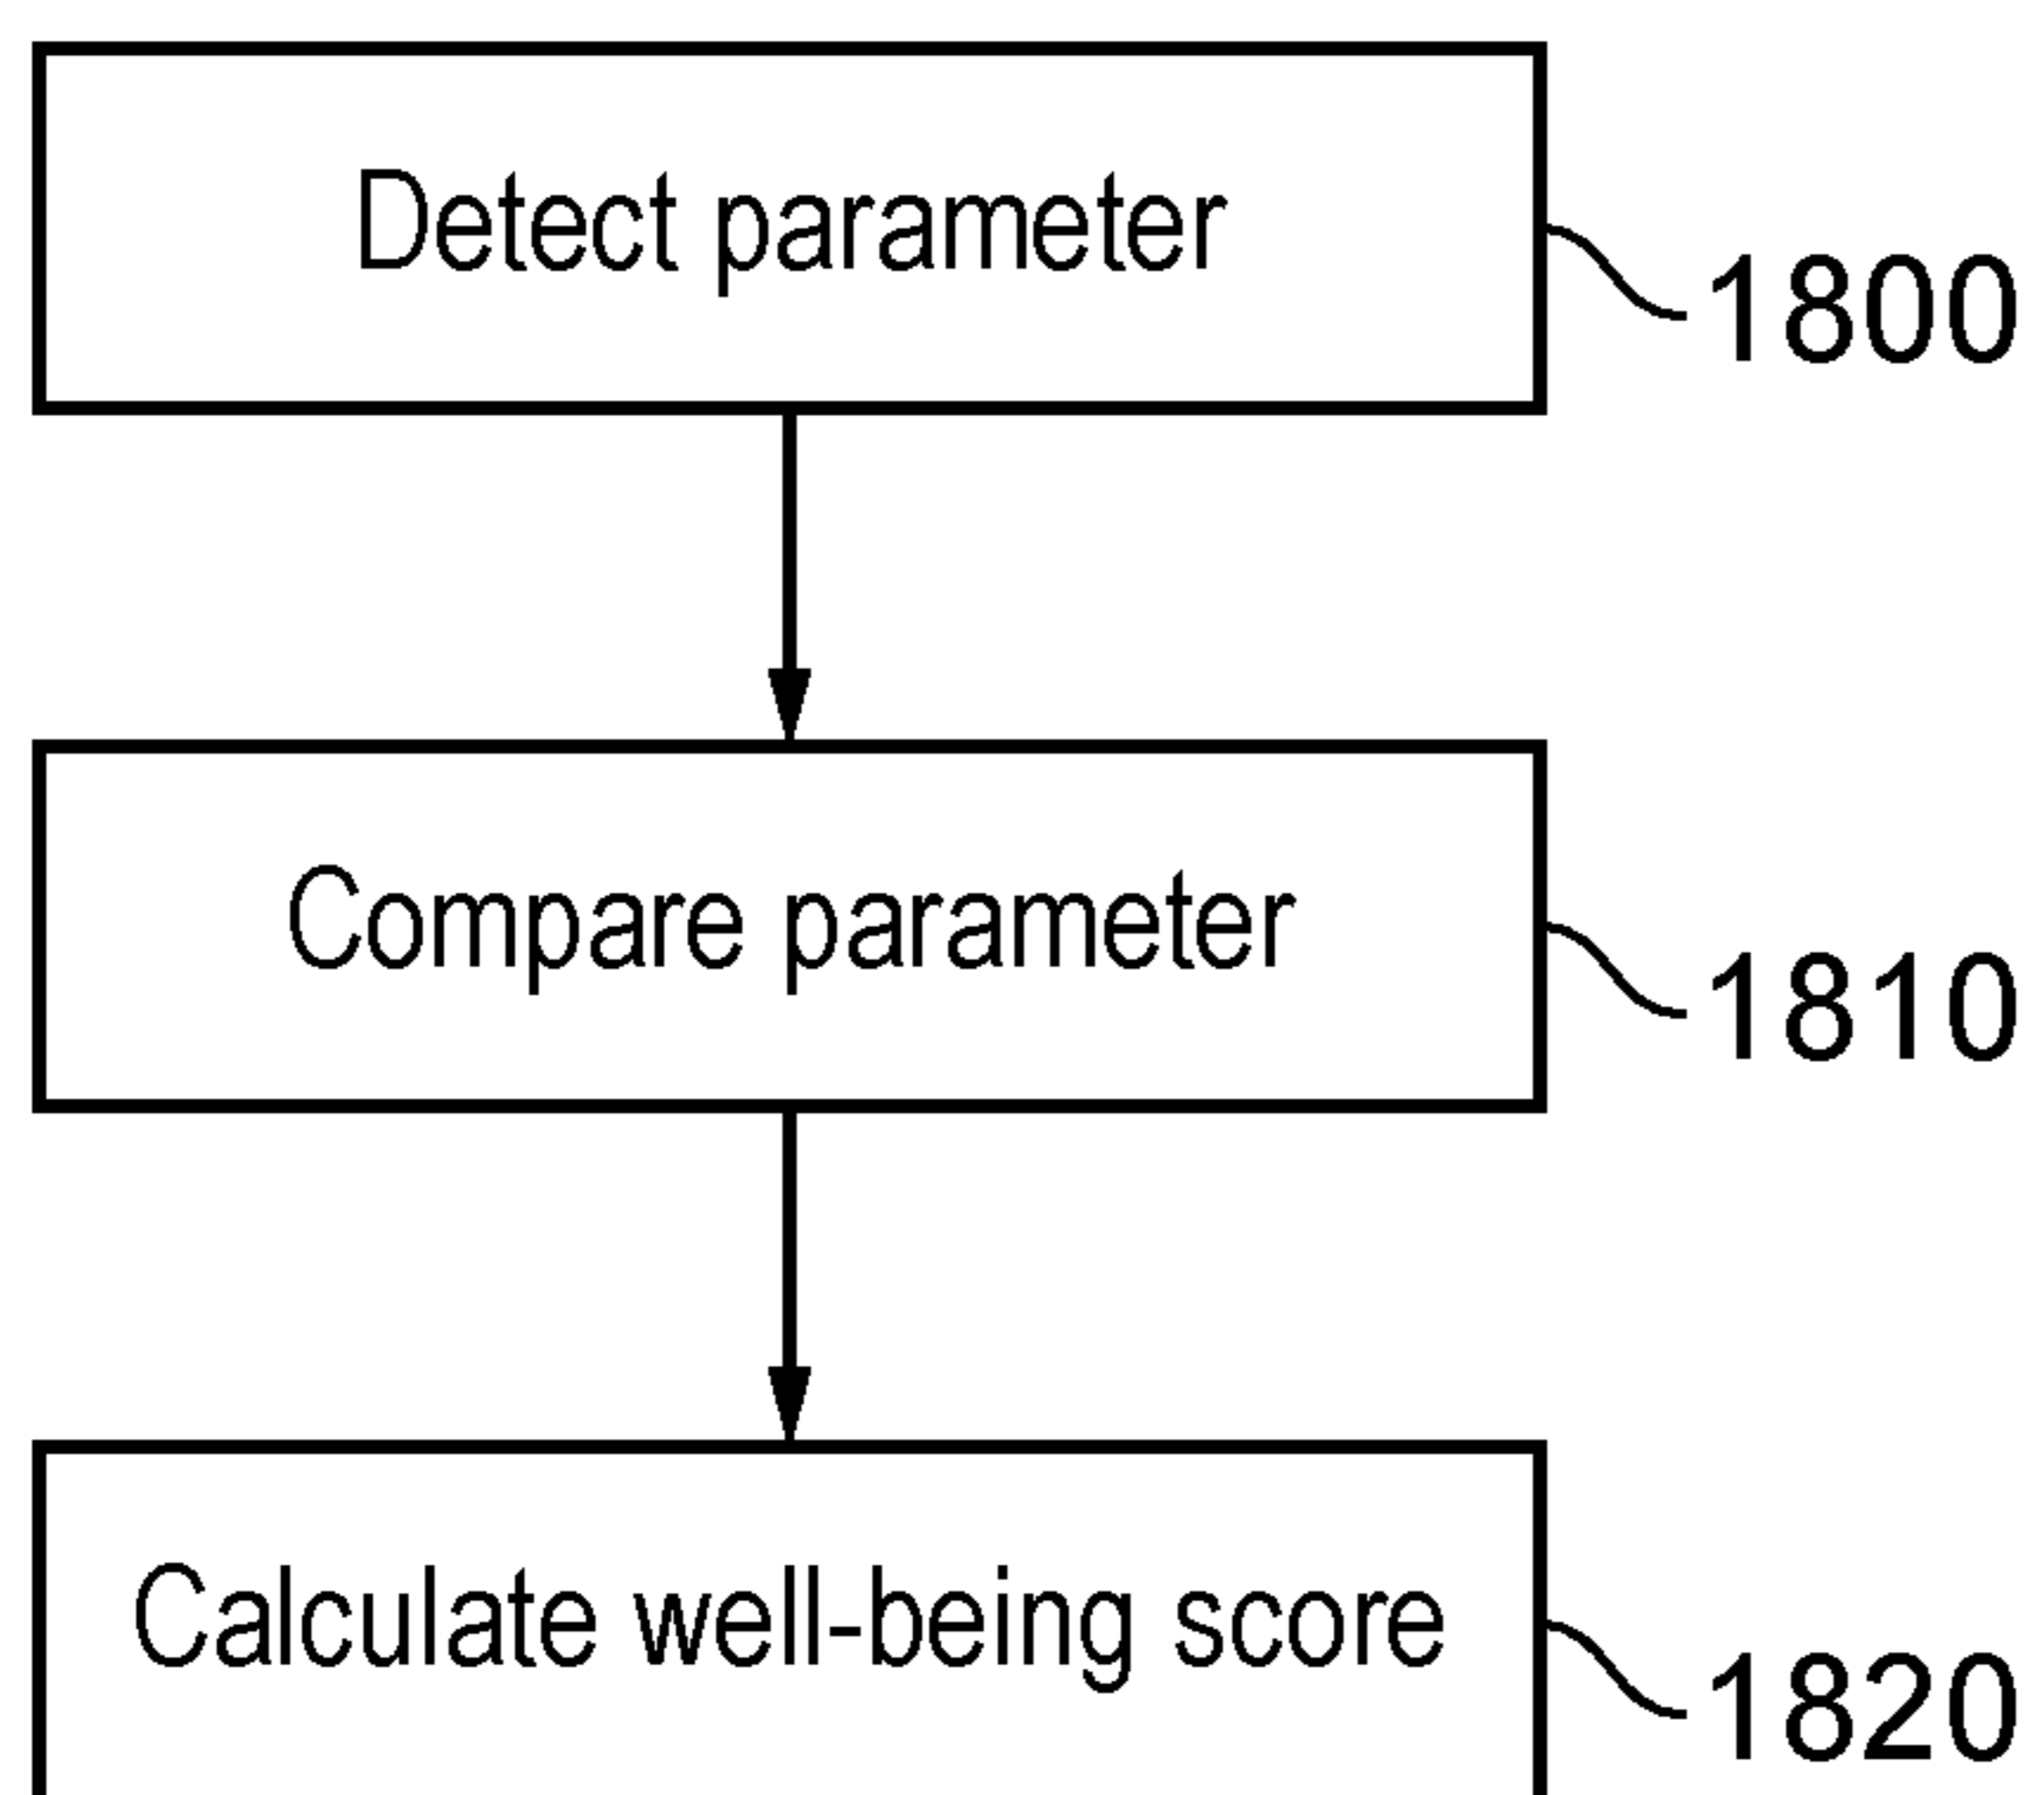 Detect parameter
1800
Compare parameter
1810
Calculate well-being score
1820